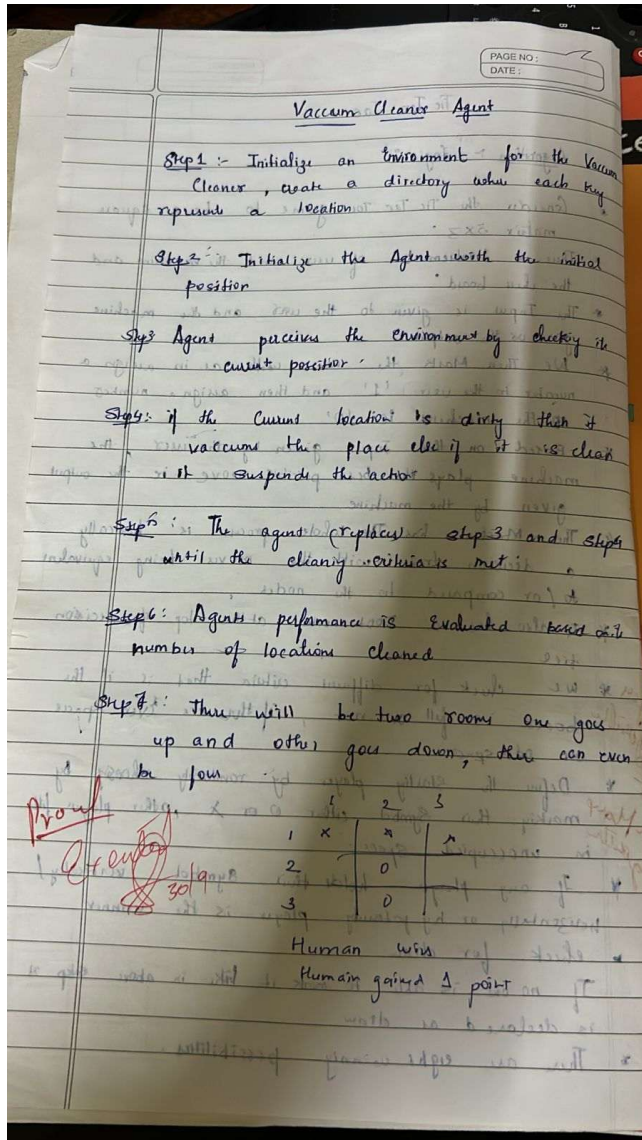 PAGE NO:
DATE:
Vaccum Cleaner Agent
Step 1 :- Initialize an Environment for the Vaccum
Cleaner, create a directory where each key
represents a location
Step 2 :- Initialize the Agent with the initial
position
Step 3 Agent perceives the environment by checking its
current position.
Step 4: if the Current location is dirty then it
vaccums the place else if it is clean
it suspends the action
Step 5: The agent (replaces) step 3 and step 4
until the cleaning criteria is met.
Step 6: Agents performance is Evaluated based on
number of locations cleaned
Step 7: There will be two rooms one goes
up and other goes down, there can even
be four.
1 2 3
1 x x x
2 0
3 0
30/9
Human wins
Human gained 1 point